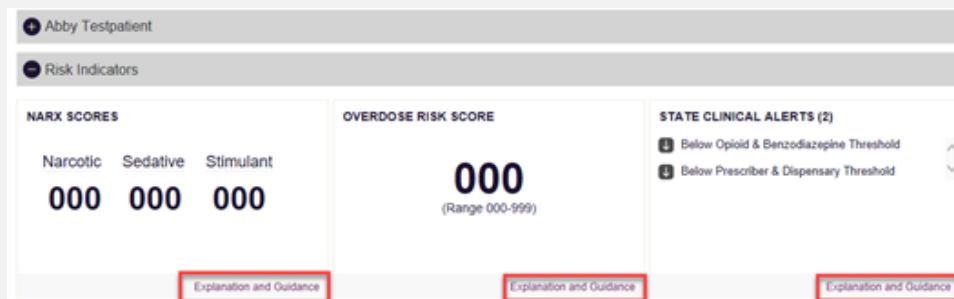 Abby Testpatient
Risk Indicators
NARX SCORES
Narcotic Sedative Stimulant
000 000 000
Explanation and Guidance
OVERDOSE RISK SCORE
000
(Range 000-999)
Explanation and Guidance
STATE CLINICAL ALERTS (2)
Below Opioid & Benzodiazepine Threshold
Below Prescriber & Dispensary Threshold
Explanation and Guidance